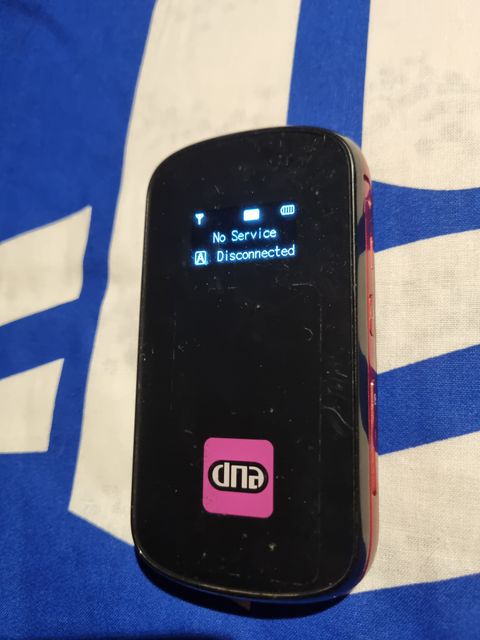 No Service
A Disconnected
dna